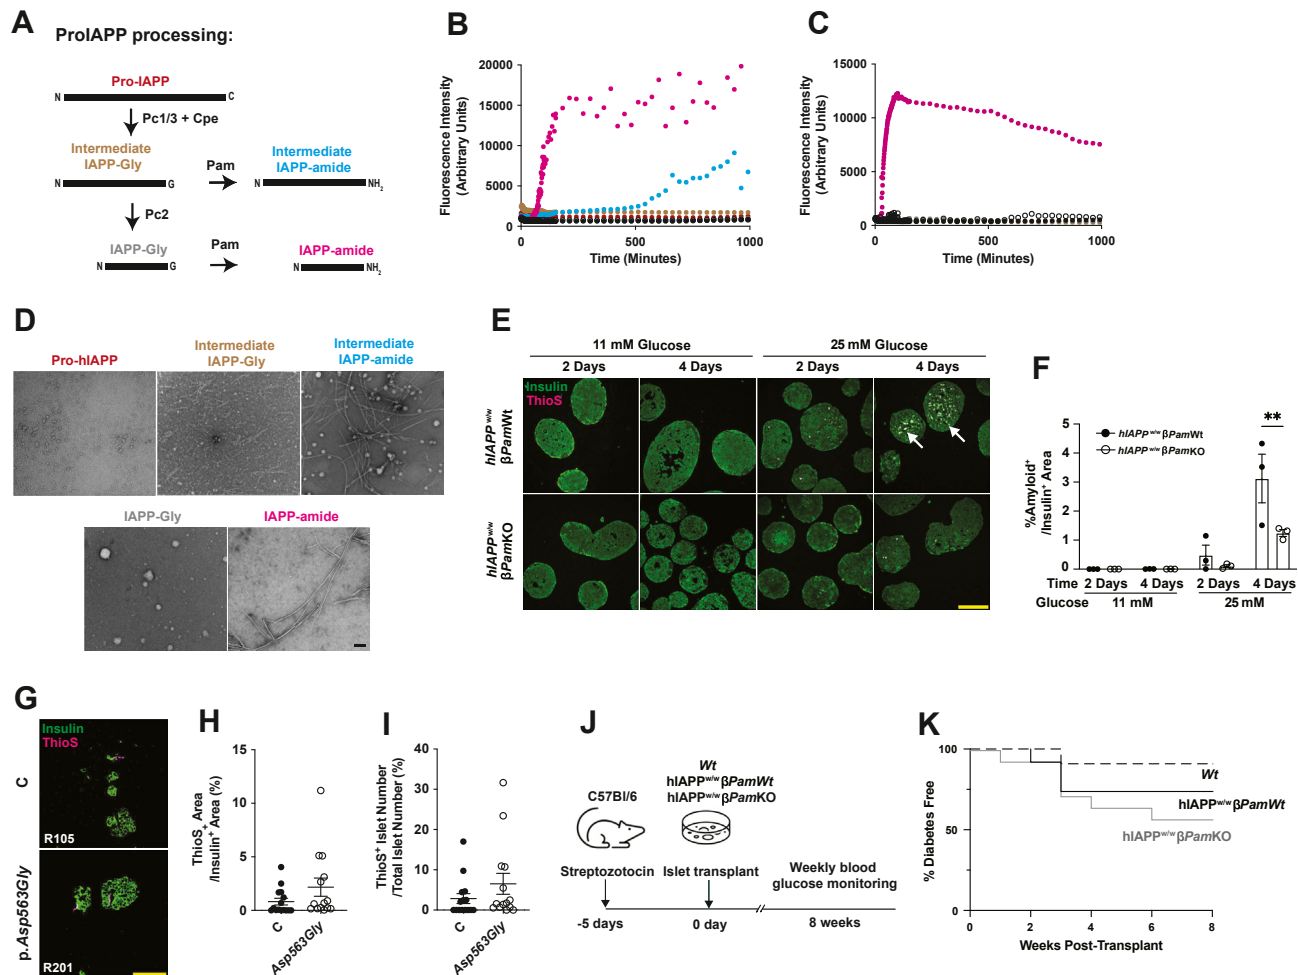 A
ProIAPP processing:
Pro-IAPP
N
C
Pc1/3 + Cpe
Intermediate
IAPP-Gly
Pam
Intermediate
IAPP-amide
N
G
N
NH2
Pc2
IAPP-Gly
Pam
IAPP-amide
N
G
N
NH2
B
Fluorescence Intensity
(Arbitrary Units)
20000
15000
10000
5000
0
0
500
1000
Time (Minutes)
C
Fluorescence Intensity
(Arbitrary Units)
15000
10000
5000
0
0
500
1000
Time (Minutes)
D
Pro-hIAPP
Intermediate
IAPP-Gly
Intermediate
IAPP-amide
IAPP-Gly
IAPP-amide
E
11 mM Glucose
25 mM Glucose
2 Days
4 Days
2 Days
4 Days
Insulin
ThioS
hIAPPw/w
βPamWt
hIAPPw/w
βPamKO
F
%Amyloid+
/Insulin+ Area
5
4
3
2
1
0
**
hIAPPw/w βPamWt
hIAPPw/w βPamKO
Time
2 Days
4 Days
2 Days
4 Days
Glucose
11 mM
25 mM
G
Insulin
ThioS
C
R105
p.Asp563Gly
R201
H
ThioS+ Area
/Insulin+ Area (%)
15
10
5
0
C
Asp563Gly
I
ThioS+ Islet Number
/Total Islet Number (%)
40
30
20
10
0
C
Asp563Gly
J
Wt
hIAPPw/w βPamWt
hIAPPw/w βPamKO
C57Bl/6
Streptozotocin
Islet transplant
Weekly blood
glucose monitoring
-5 days
0 day
8 weeks
K
% Diabetes Free
100
50
0
Wt
hIAPPw/w βPamWt
hIAPPw/w βPamKO
0
2
4
6
8
Weeks Post-Transplant